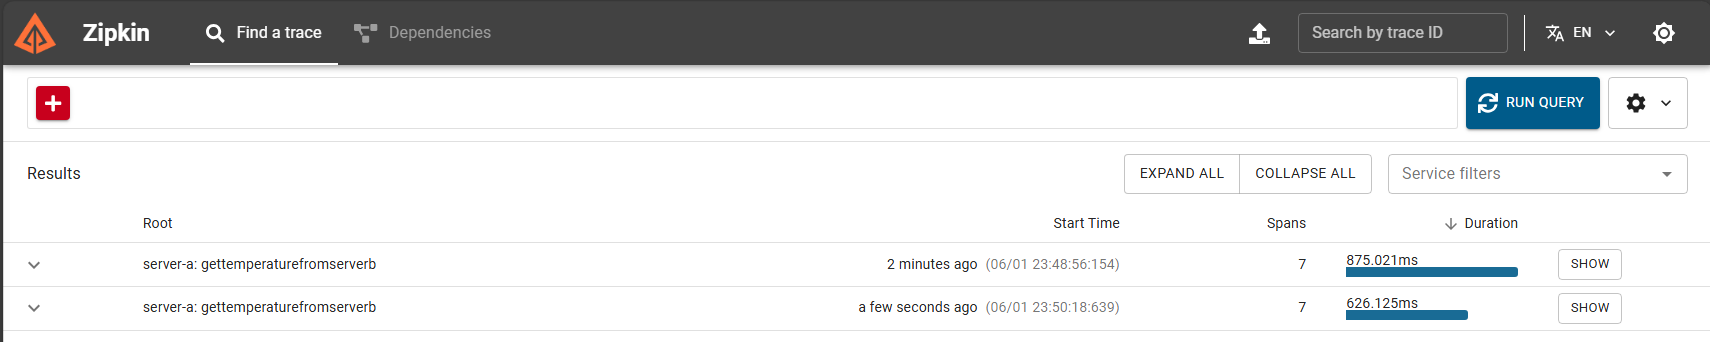 Zipkin Find a trace Dependencies Search by trace ID EN
RUN QUERY
Results EXPAND ALL COLLAPSE ALL Service filters
Root Start Time Spans Duration
server-a: gettemperaturefromserverb 2 minutes ago (06/01 23:48:56:154) 7 875.021ms SHOW
server-a: gettemperaturefromserverb a few seconds ago (06/01 23:50:18:639) 7 626.125ms SHOW